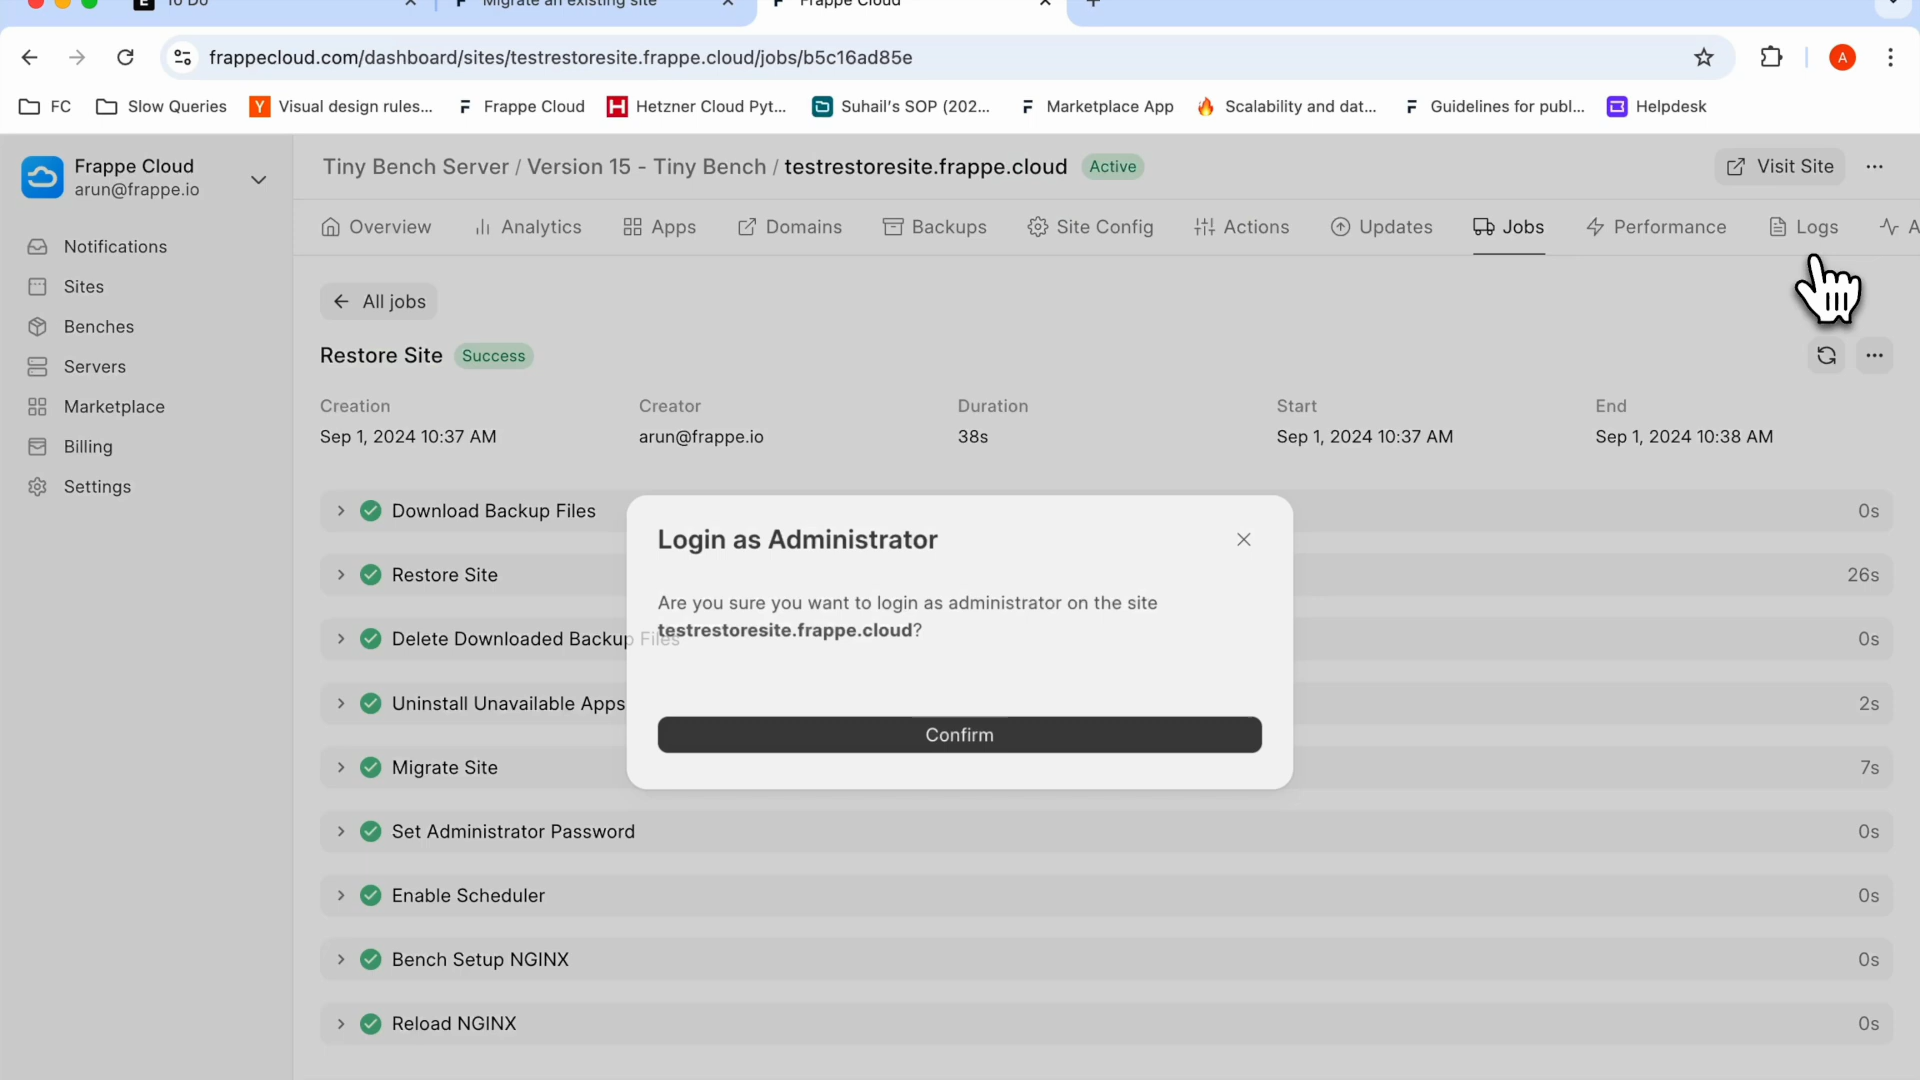 To Do
Migrate an existing site
Frappe Cloud
frappecloud.com/dashboard/sites/testrestoresite.frappe.cloud/jobs/b5c16ad85e
A
FC
Slow Queries
Visual design rules...
Frappe Cloud
Hetzner Cloud Pyt...
Suhail's SOP (202...
Marketplace App
Scalability and dat...
Guidelines for publ...
Helpdesk
Frappe Cloud
arun@frappe.io
Tiny Bench Server / Version 15 - Tiny Bench / testrestoresite.frappe.cloud Active
Visit Site
Overview
Analytics
Apps
Domains
Backups
Site Config
Actions
Updates
Jobs
Performance
Logs
A
Notifications
Sites
Benches
Servers
Marketplace
Billing
Settings
All jobs
Restore Site Success
Creation
Creator
Duration
Start
End
Sep 1, 2024 10:37 AM
arun@frappe.io
38s
Sep 1, 2024 10:37 AM
Sep 1, 2024 10:38 AM
Download Backup Files 0s
Restore Site 26s
Delete Downloaded Backup Files 0s
Uninstall Unavailable Apps 2s
Migrate Site 7s
Set Administrator Password 0s
Enable Scheduler 0s
Bench Setup NGINX 0s
Reload NGINX 0s
Login as Administrator
Are you sure you want to login as administrator on the site
testrestoresite.frappe.cloud?
Confirm